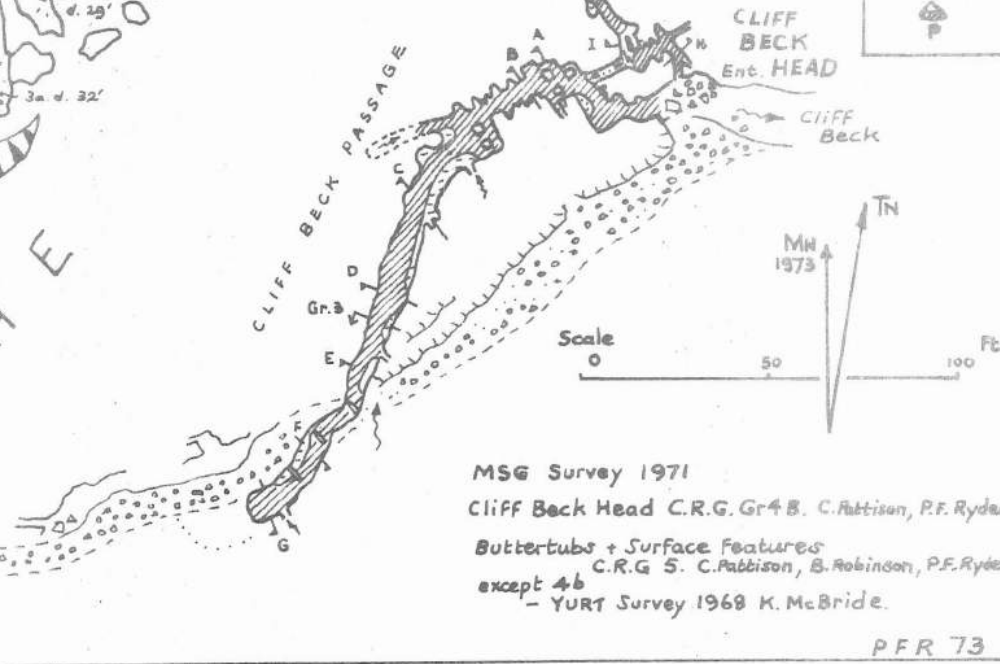 d. 29'
3a d. 32'
CLIFF
BECK
Ent. HEAD
CLIFF
Beck
P
A
B
I
H
C
D
Gr.3
E
F
G
CLIFF BECK PASSAGE
E
TN
MN
1973
Scale
0 50 100 Ft
MSG Survey 1971
Cliff Beck Head C.R.G. Gr4B. C. Pattison, P.F. Ryde
Buttertubs + Surface Features
C.R.G 5. C. Pattison, B. Robinson, P.F. Ryde
except 4b
- YURT Survey 1968 K. McBride.
PFR 73